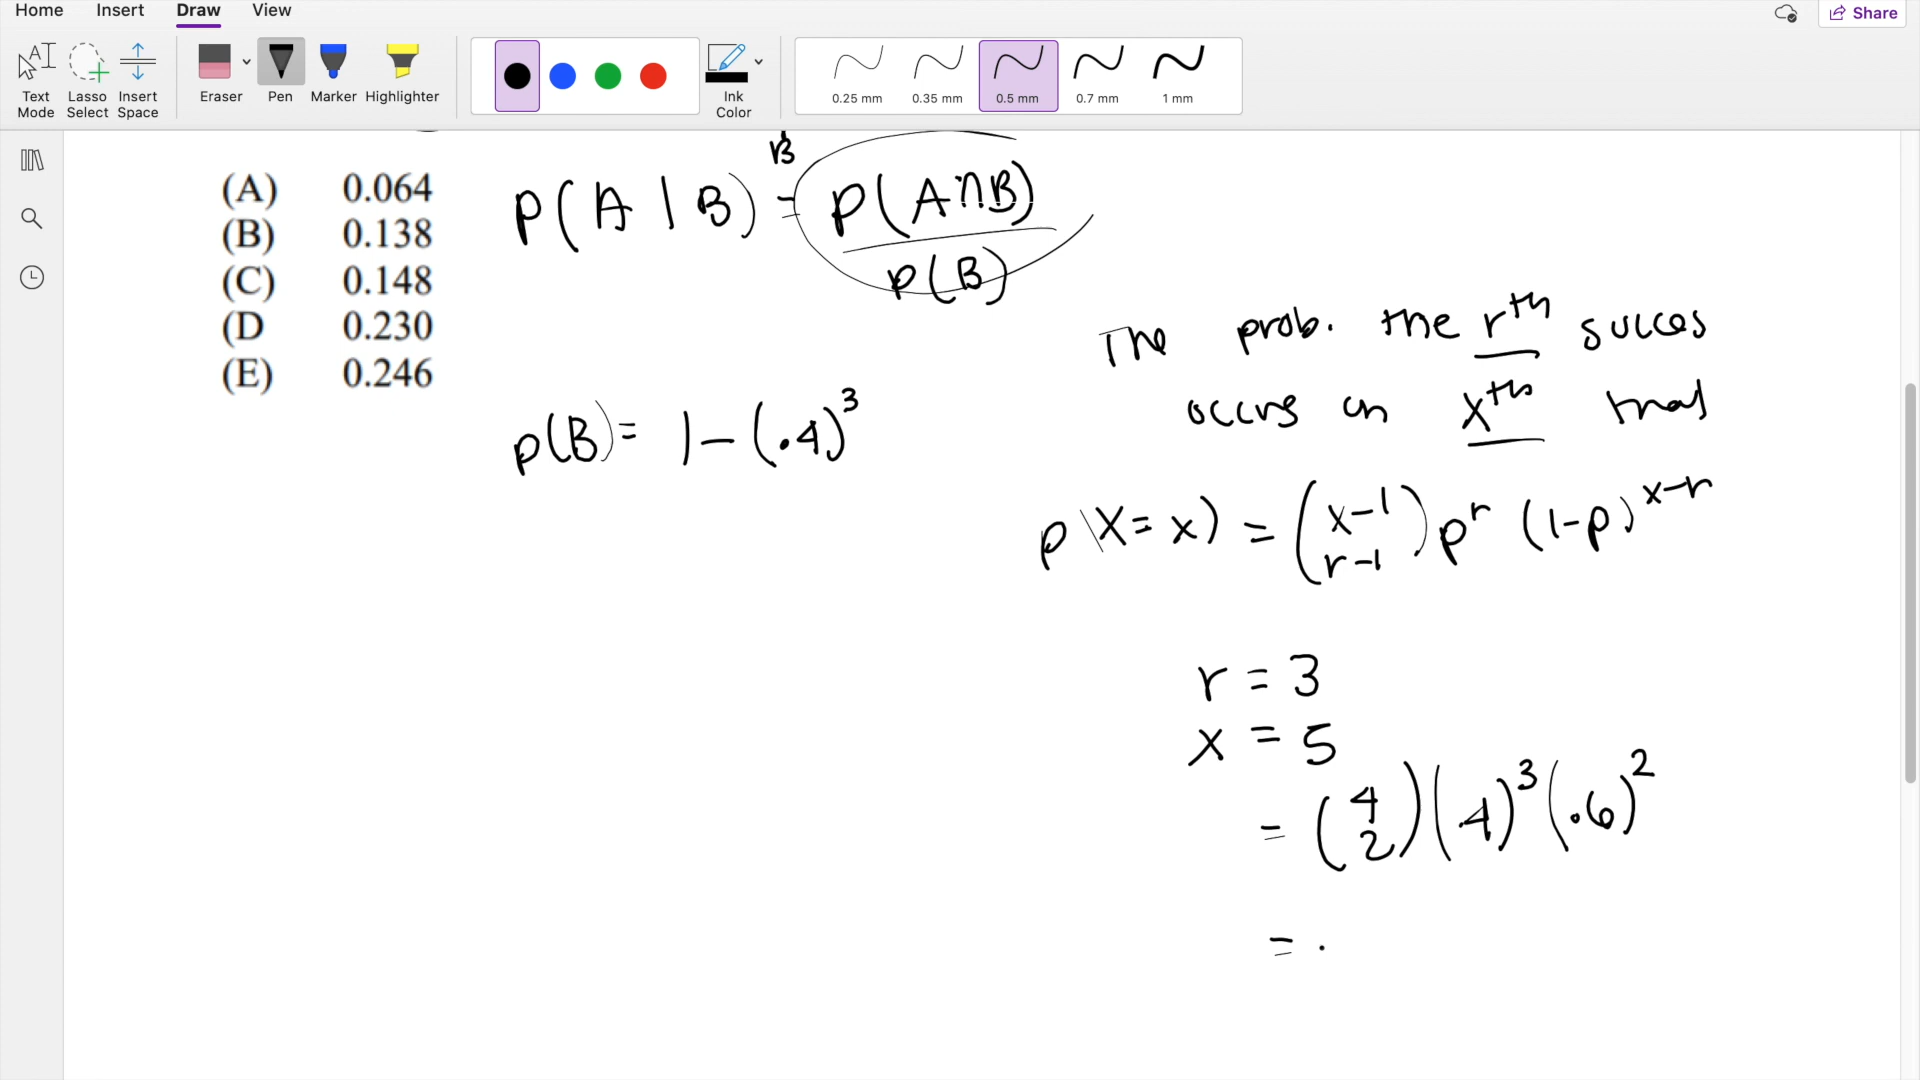 Home Insert Draw View
Share
Text Mode
Lasso Select
Insert Space
Eraser
Pen
Marker
Highlighter
Ink Color
0.25 mm
0.35 mm
0.5 mm
0.7 mm
1 mm
(A) 0.064
(B) 0.138
(C) 0.148
(D 0.230
(E) 0.246
B
P(A|B) = P(A∩B)
P(B)
The prob. the rth succes
occrs on xth trial
P(B) = 1-(.4)^3
P(X=x) = (x-1 r-1) p^r (1-p)^x-r
r = 3
x = 5
= (4 2)(.4)^3(.6)^2
= .